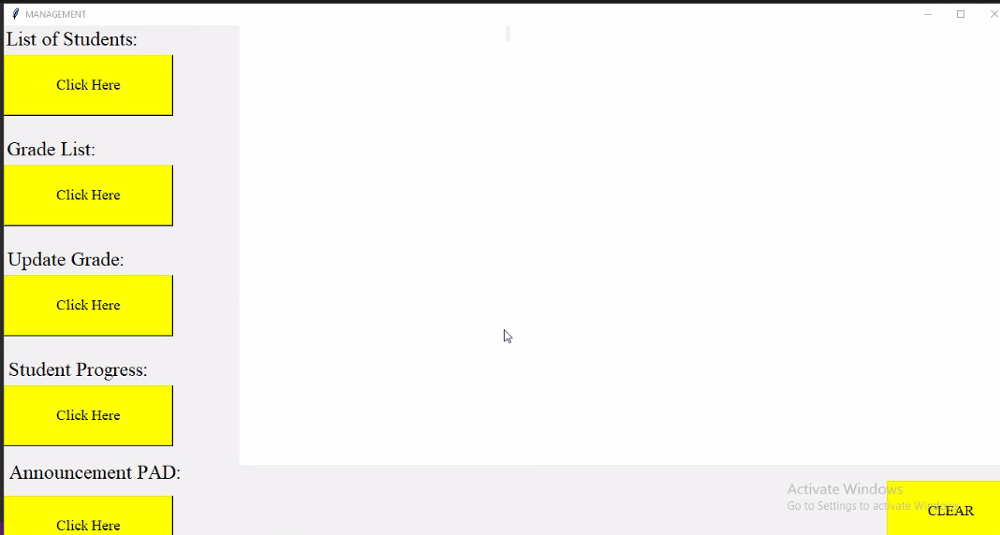 MANAGEMENT
List of Students:
Click Here
Grade List:
Click Here
Update Grade:
Click Here
Student Progress:
Click Here
Announcement PAD:
Click Here
Activate Windows
Go to Settings to activate Windows.
CLEAR